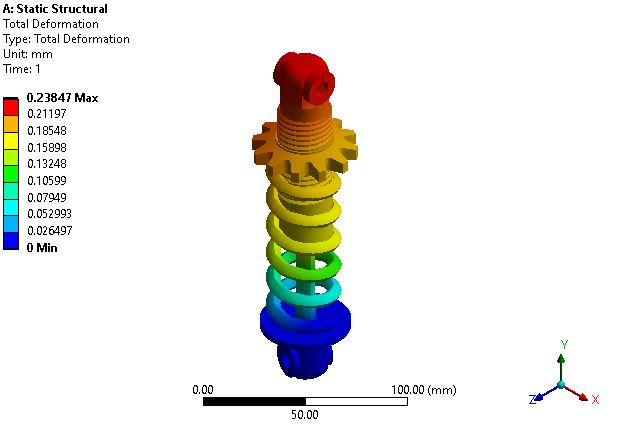 A: Static Structural
Total Deformation
Type: Total Deformation
Unit: mm
Time: 1
0.23847 Max
0.21197
0.18548
0.15898
0.13248
0.10599
0.07949
0.052993
0.026497
0 Min
0.00 100.00 (mm)
50.00
Y
Z X